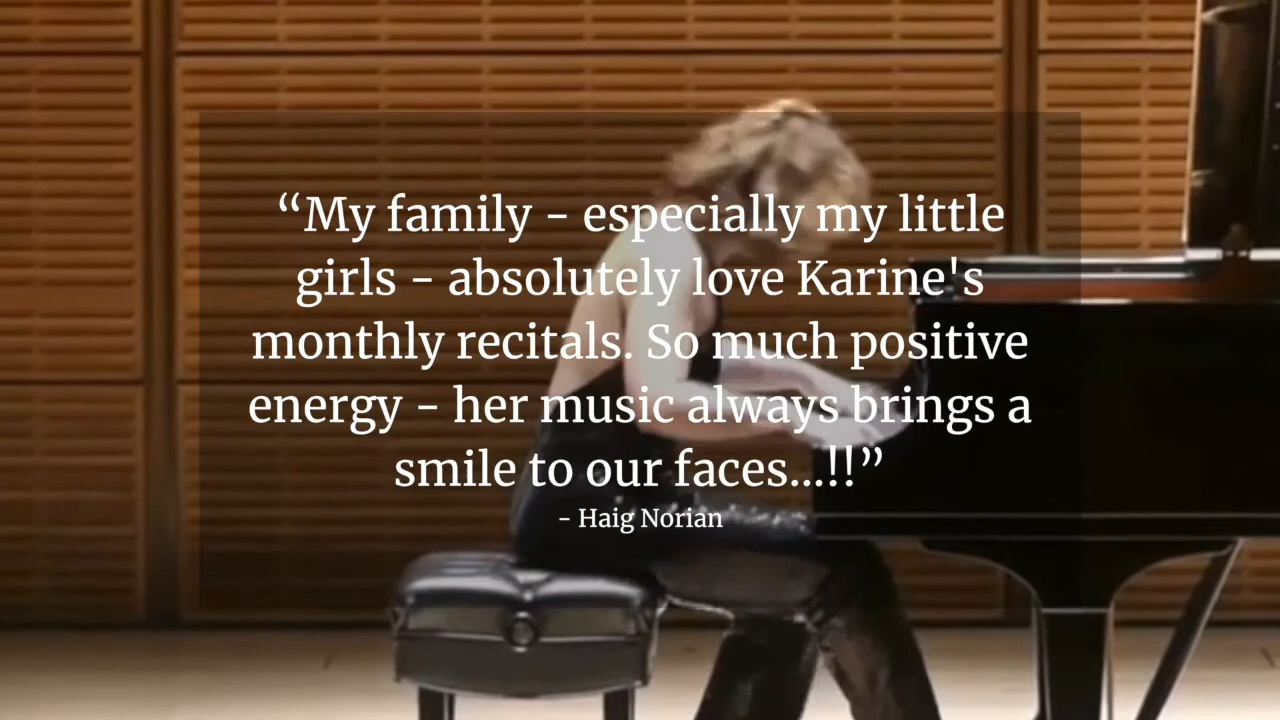 “My family - especially my little
girls - absolutely love Karine's
monthly recitals. So much positive
energy - her music always brings a
smile to our faces...!!”
- Haig Norian